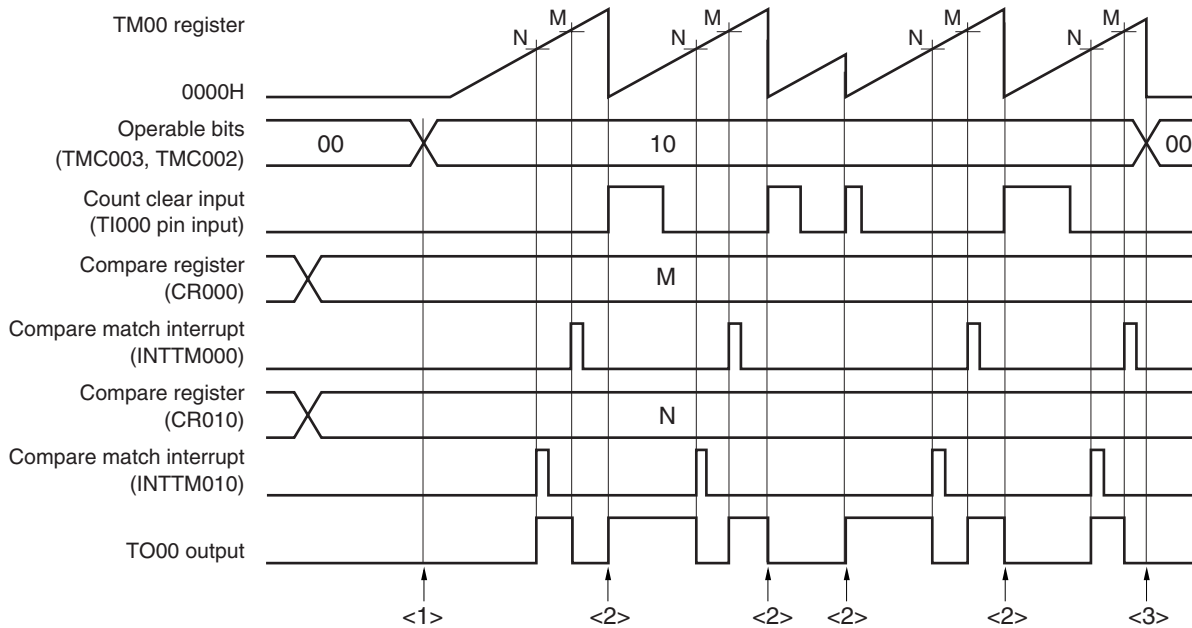 TM00 register
M
N
M
N
M
N
M
N
0000H
Operable bits
(TMC003, TMC002)
00
10
00
Count clear input
(TI000 pin input)
Compare register
(CR000)
M
Compare match interrupt
(INTTM000)
Compare register
(CR010)
N
Compare match interrupt
(INTTM010)
TO00 output
<1>
<2>
<2>
<2>
<2>
<3>